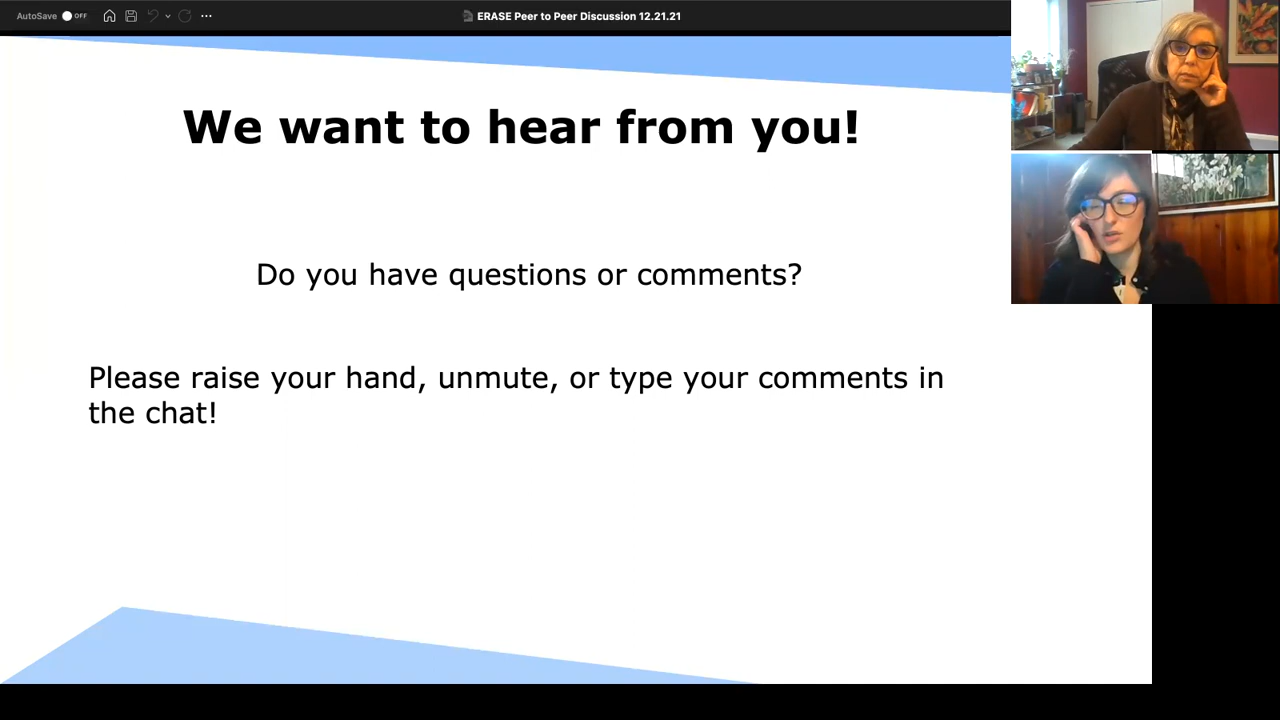 AutoSave OFF
ERASE Peer to Peer Discussion 12.21.21
We want to hear from you!
Do you have questions or comments?
Please raise your hand, unmute, or type your comments in
the chat!